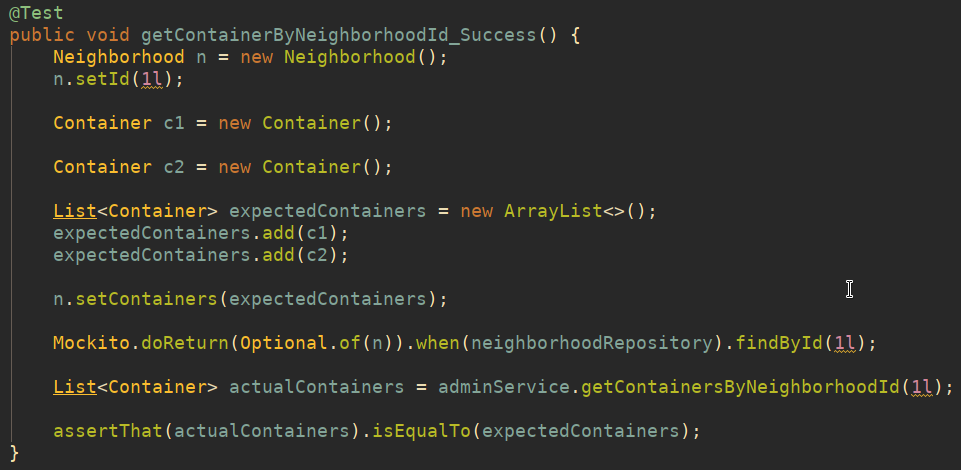 @Test
public void getContainerByNeighborhoodId_Success() {
    Neighborhood n = new Neighborhood();
    n.setId(1l);
    Container c1 = new Container();
    Container c2 = new Container();
    List<Container> expectedContainers = new ArrayList<>();
    expectedContainers.add(c1);
    expectedContainers.add(c2);
    n.setContainers(expectedContainers);
    Mockito.doReturn(Optional.of(n)).when(neighborhoodRepository).findById(1l);
    List<Container> actualContainers = adminService.getContainersByNeighborhoodId(1l);
    assertThat(actualContainers).isEqualTo(expectedContainers);
}